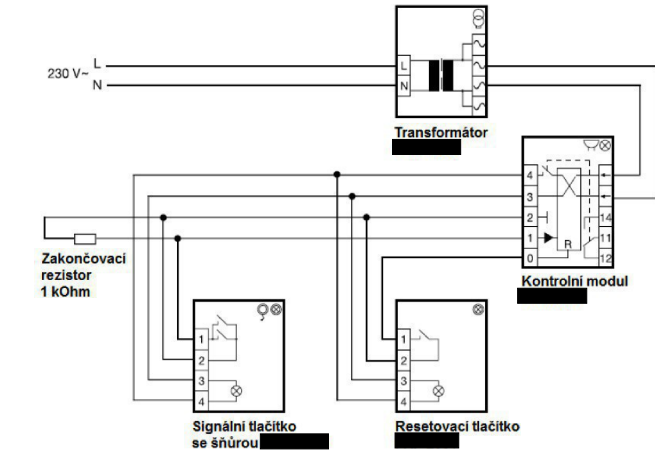 L
230 V~
N
L
N
Transformátor
4
3
2
1
0
R
14
11
12
Zakončovací
rezistor
1 kOhm
Kontrolní modul
1
2
3
4
1
2
3
4
Signální tlačítko
se šňůrou
Resetovací tlačítko